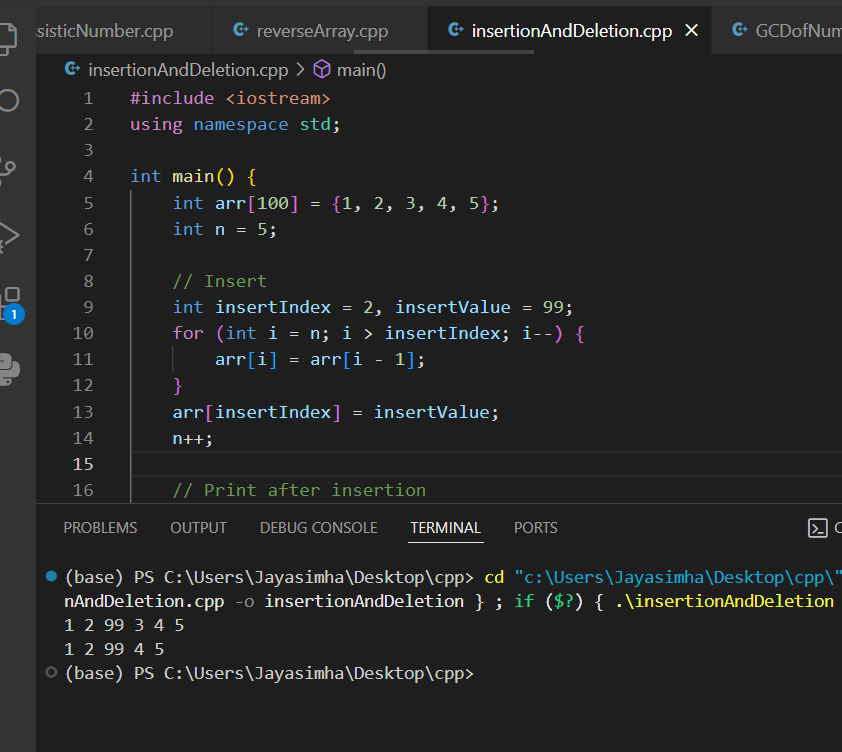 sisticNumber.cpp reverseArray.cpp insertionAndDeletion.cpp × GCDofNum
insertionAndDeletion.cpp > main()
1 #include <iostream>
2 using namespace std;
3
4 int main() {
5     int arr[100] = {1, 2, 3, 4, 5};
6     int n = 5;
7
8     // Insert
9     int insertIndex = 2, insertValue = 99;
10     for (int i = n; i > insertIndex; i--) {
11         arr[i] = arr[i - 1];
12     }
13     arr[insertIndex] = insertValue;
14     n++;
15
16     // Print after insertion
1
PROBLEMS OUTPUT DEBUG CONSOLE TERMINAL PORTS
(base) PS C:\Users\Jayasimha\Desktop\cpp> cd "c:\Users\Jayasimha\Desktop\cpp\"
nAndDeletion.cpp -o insertionAndDeletion } ; if ($?) { .\insertionAndDeletion
1 2 99 3 4 5
1 2 99 4 5
(base) PS C:\Users\Jayasimha\Desktop\cpp>